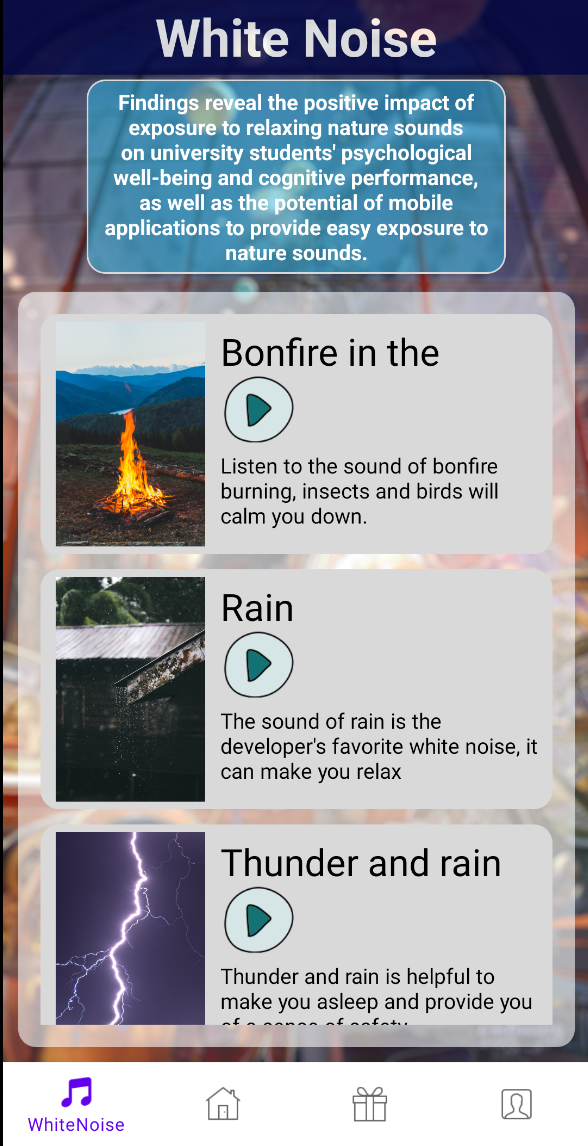 White Noise
Findings reveal the positive impact of
exposure to relaxing nature sounds
on university students' psychological
well-being and cognitive performance,
as well as the potential of mobile
applications to provide easy exposure to
nature sounds.
Bonfire in the
Listen to the sound of bonfire
burning, insects and birds will
calm you down.
Rain
The sound of rain is the
developer's favorite white noise, it
can make you relax
Thunder and rain
Thunder and rain is helpful to
make you asleep and provide you
of a sense of safety
WhiteNoise